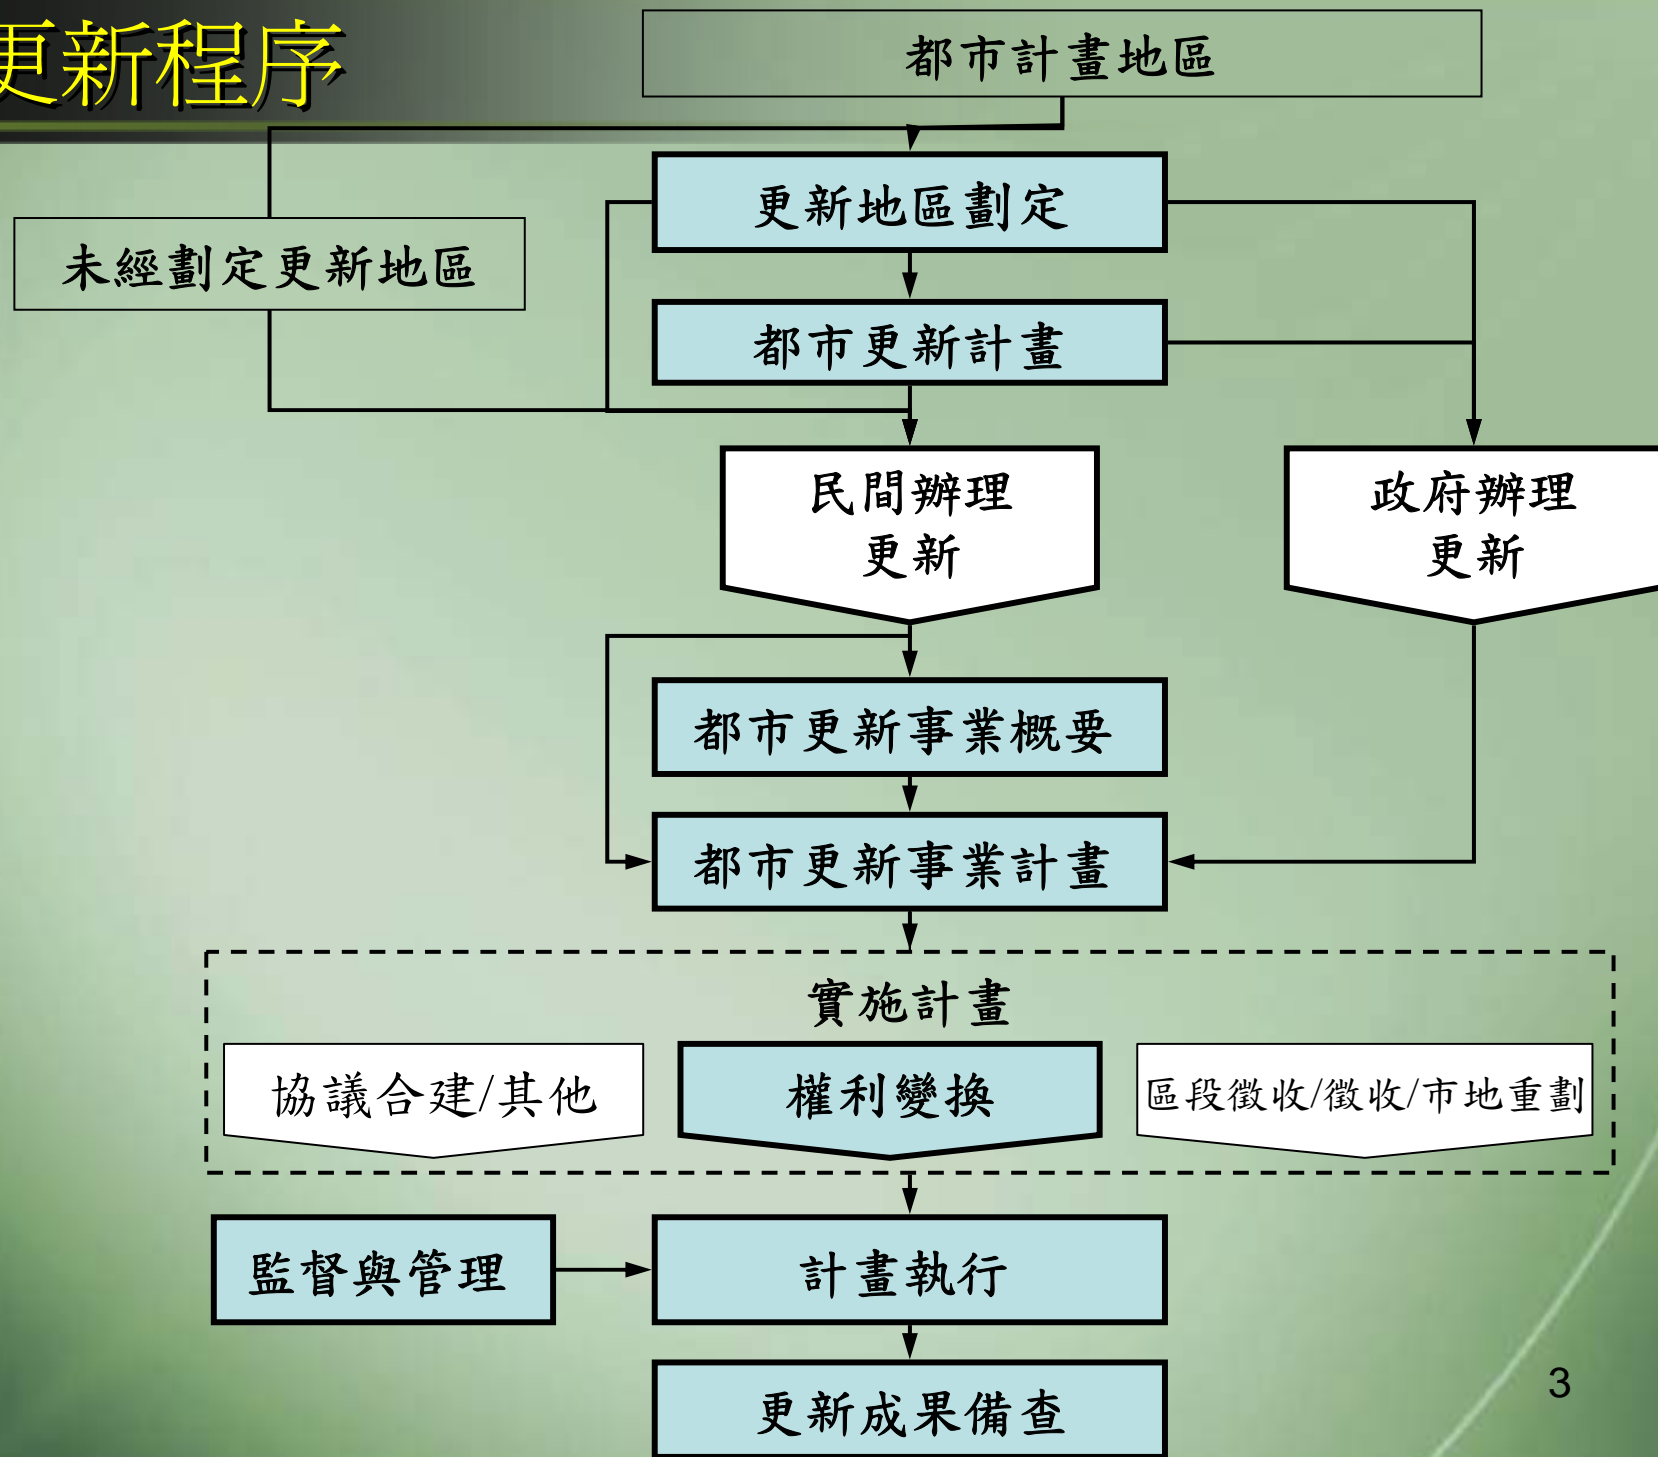 更新程序
都市計畫地區
更新地區劃定
未經劃定更新地區
都市更新計畫
民間辦理
更新
政府辦理
更新
都市更新事業概要
都市更新事業計畫
實施計畫
協議合建/其他
權利變換
區段徵收/徵收/市地重劃
監督與管理
計畫執行
更新成果備查
3